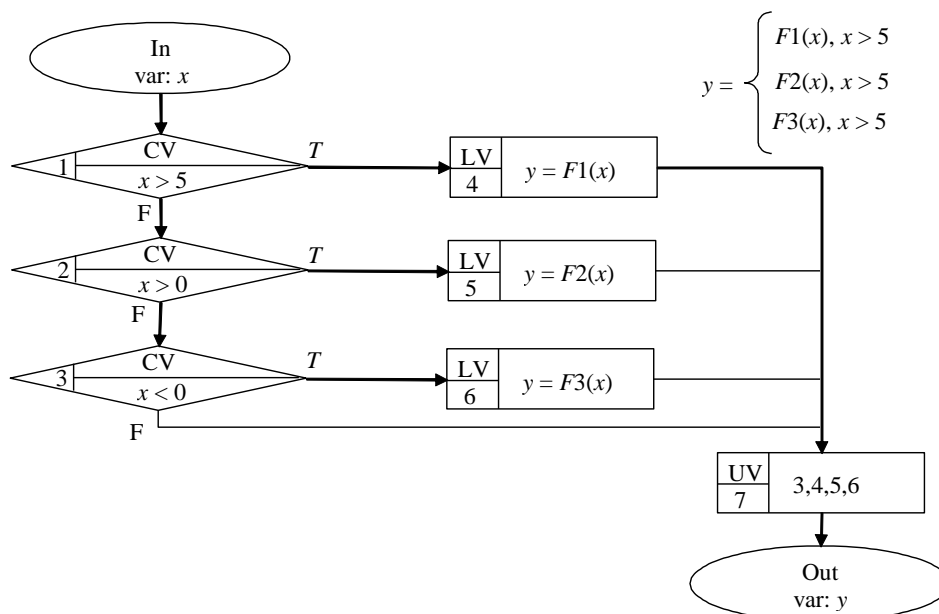 In
var: x
F1(x), x > 5
y =
F2(x), x > 5
F3(x), x > 5
1
CV
x > 5
T
F
LV
4
y = F1(x)
2
CV
x > 0
T
F
LV
5
y = F2(x)
3
CV
x < 0
T
F
LV
6
y = F3(x)
UV
7
3,4,5,6
Out
var: y